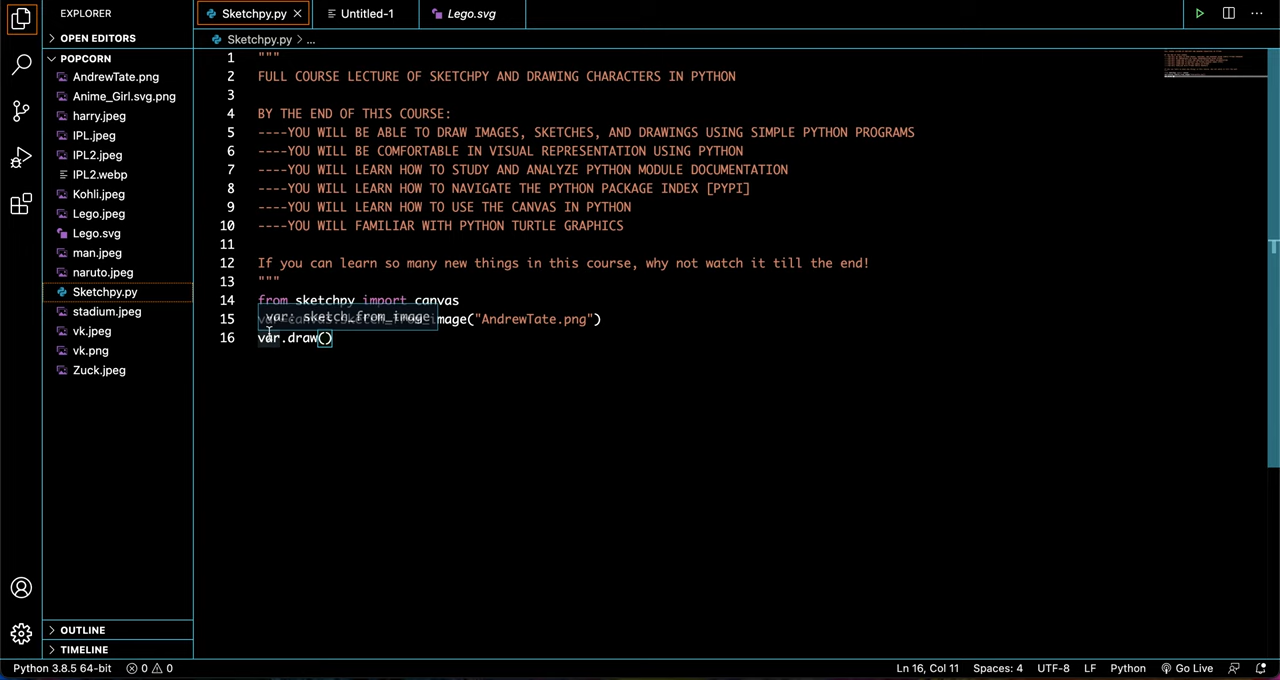 EXPLORER
Sketchpy.py
Untitled-1
Lego.svg
OPEN EDITORS
Sketchpy.py > ...
POPCORN
AndrewTate.png
Anime_Girl.svg.png
harry.jpeg
IPL.jpeg
IPL2.jpeg
IPL2.webp
Kohli.jpeg
Lego.jpeg
Lego.svg
man.jpeg
naruto.jpeg
Sketchpy.py
stadium.jpeg
vk.jpeg
vk.png
Zuck.jpeg
1 """
2 FULL COURSE LECTURE OF SKETCHPY AND DRAWING CHARACTERS IN PYTHON
3
4 BY THE END OF THIS COURSE:
5 ----YOU WILL BE ABLE TO DRAW IMAGES, SKETCHES, AND DRAWINGS USING SIMPLE PYTHON PROGRAMS
6 ----YOU WILL BE COMFORTABLE IN VISUAL REPRESENTATION USING PYTHON
7 ----YOU WILL LEARN HOW TO STUDY AND ANALYZE PYTHON MODULE DOCUMENTATION
8 ----YOU WILL LEARN HOW TO NAVIGATE THE PYTHON PACKAGE INDEX [PYPI]
9 ----YOU WILL LEARN HOW TO USE THE CANVAS IN PYTHON
10 ----YOU WILL FAMILIAR WITH PYTHON TURTLE GRAPHICS
11
12 If you can learn so many new things in this course, why not watch it till the end!
13 """
14 from sketchpy import canvas
var: sketch_from_image
15 var=canvas.sketch_from_image("AndrewTate.png")
16 var.draw()
OUTLINE
TIMELINE
Python 3.8.5 64-bit
0
0
Ln 16, Col 11
Spaces: 4
UTF-8
LF
Python
Go Live